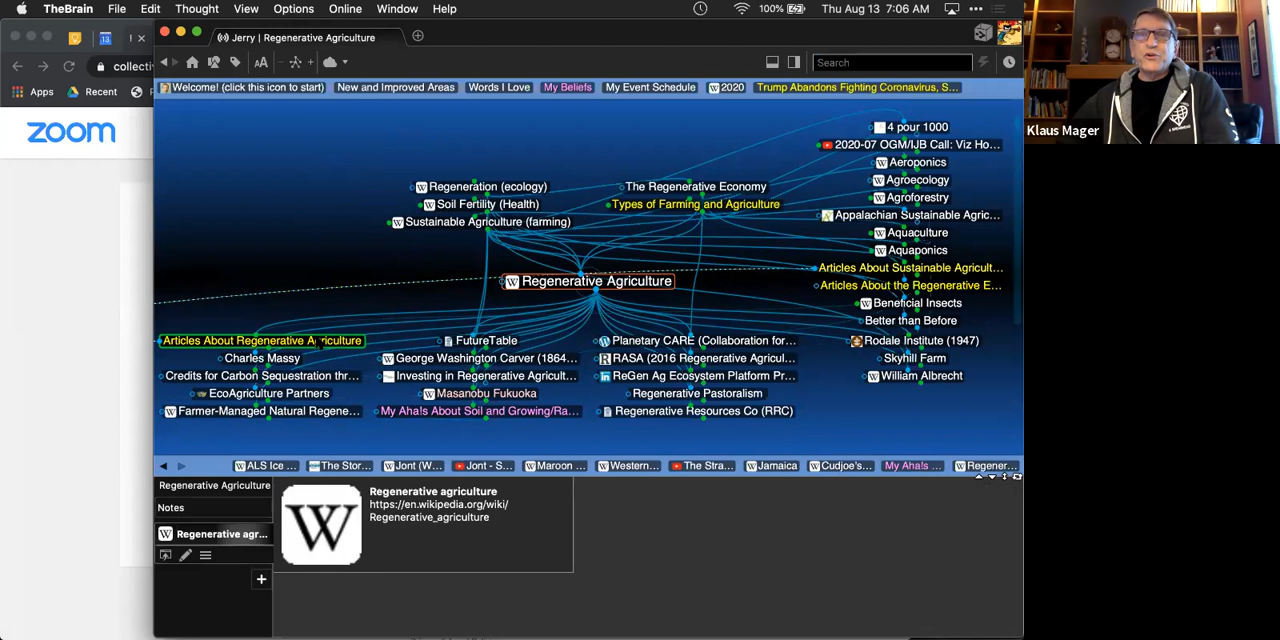 TheBrain File Edit Thought View Options Online Window Help 100% Thu Aug 13 7:06 AM
Jerry | Regenerative Agriculture
collecti
Search
Apps Recent
Welcome! (click this icon to start) New and Improved Areas Words I Love My Beliefs My Event Schedule 2020 Trump Abandons Fighting Coronavirus, S...
zoom
Klaus Mager
4 pour 1000
2020-07 OGM/IJB Call: Viz Ho...
Aeroponics
Agroecology
Agroforestry
Appalachian Sustainable Agric...
Aquaculture
Aquaponics
Articles About Sustainable Agricult...
Articles About the Regenerative E...
Beneficial Insects
Better than Before
Rodale Institute (1947)
Skyhill Farm
William Albrecht
Regeneration (ecology)
Soil Fertility (Health)
Sustainable Agriculture (farming)
The Regenerative Economy
Types of Farming and Agriculture
Regenerative Agriculture
Articles About Regenerative Agriculture
Charles Massy
Credits for Carbon Sequestration thr...
EcoAgriculture Partners
Farmer-Managed Natural Regene...
FutureTable
George Washington Carver (1864...
Investing in Regenerative Agricult...
Masanobu Fukuoka
My Aha!s About Soil and Growing/Ra...
Planetary CARE (Collaboration for...
RASA (2016 Regenerative Agricul...
ReGen Ag Ecosystem Platform Pr...
Regenerative Pastoralism
Regenerative Resources Co (RRC)
ALS Ice ... The Stor... Jont (W... Jont - S... Maroon ... Western... The Stra... Jamaica Cudjoe's... My Aha!s ... Regener...
Regenerative Agriculture
Notes
Regenerative agr...
Regenerative agriculture
https://en.wikipedia.org/wiki/
Regenerative_agriculture